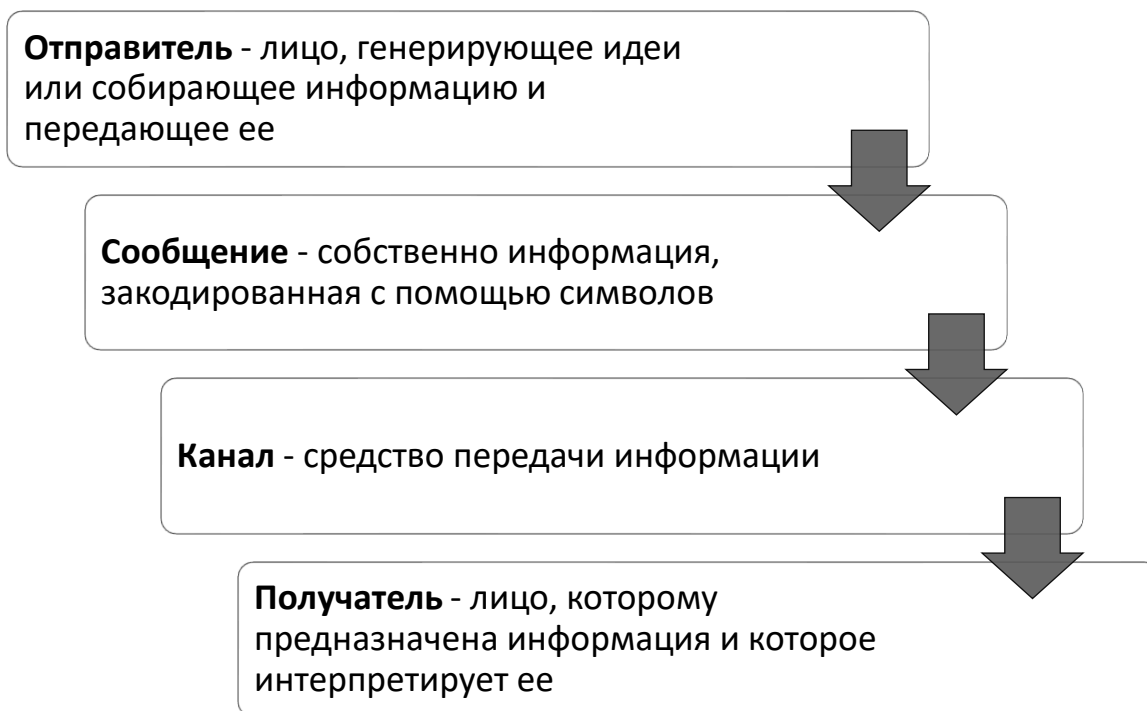 Отправитель - лицо, генерирующее идеи
или собирающее информацию и
передающее ее
Сообщение - собственно информация,
закодированная с помощью символов
Канал - средство передачи информации
Получатель - лицо, которому
предназначена информация и которое
интерпретирует ее